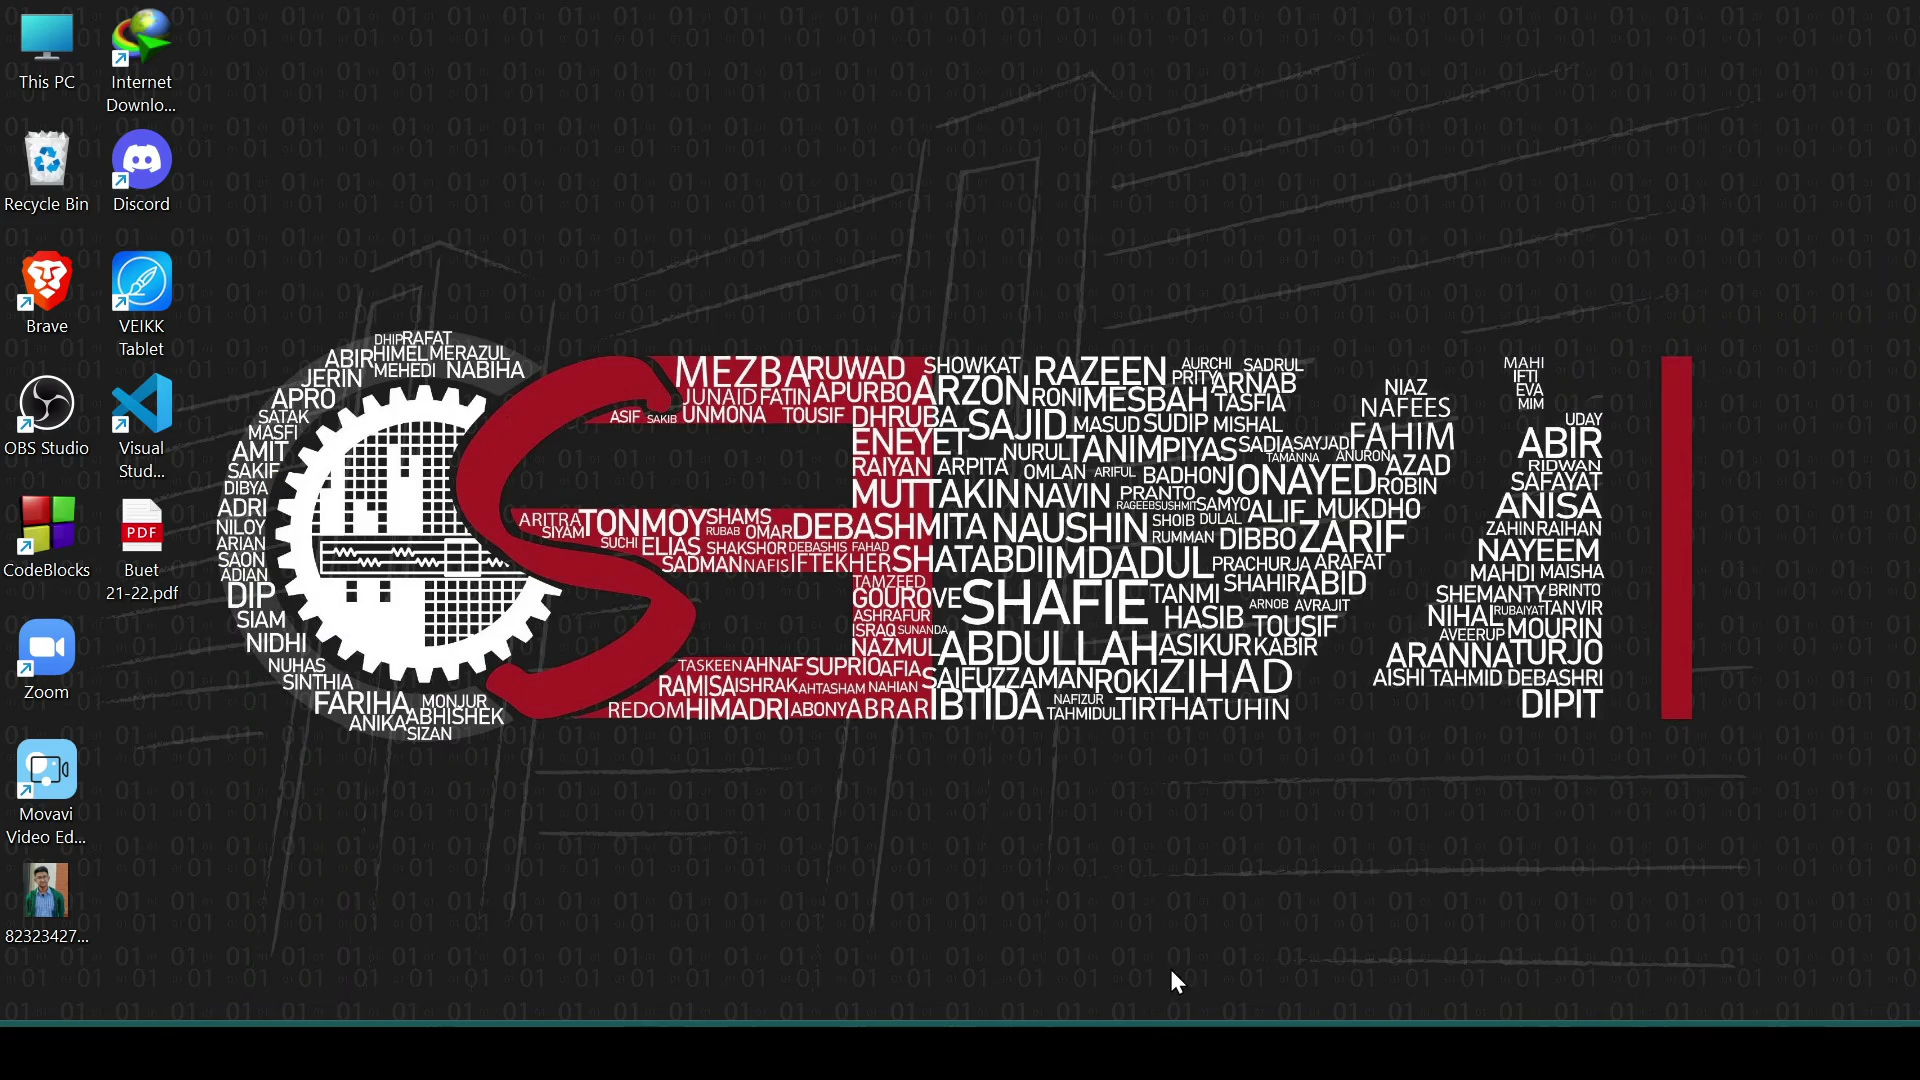 This PC
Internet
Downlo...
Recycle Bin
Discord
Brave
VEIKK
Tablet
OBS Studio
Visual
Stud...
CodeBlocks
Buet
21-22.pdf
PDF
Zoom
Movavi
Video Ed...
82323427...
DHIP RAFAT
ABIR HIMEL MERAZUL
JERIN MEHEDI NABIHA
APRO
SATAK
MASFI
AMIT
SAKIF
DIBYA
ADRI
NILOY
ARIAN
SAON
ADIAN
DIP
SIAM
NIDHI
NUHAS
SINTHIA
FARIHA MONJUR
ANIKA ABHISHEK
SIZAN
MEZBA RUWAD SHOWKAT RAZEEN AURCHI SADRUL
JUNAID FATIN APURBO ARZON RONI MESBAH PRITY ARNAB
ASIF SAKIB UNMONA TOUSIF DHRUBA SAJID MASUD SUDIP MISHAL TASFIA
ENEYET NURUL TANIM PIYAS SADIA SAYJAD
RAIYAN ARPITA OMLAN ARIFUL BADHON JONAYED TAMANNA ANURON AZAD
MUTTAKIN NAVIN PRANTO RAGEEB SUSHMIT SAMYO ALIF MUKDHO ROBIN
ARITRA TONMOY SHAMS DEBASHMITA NAUSHIN SHOIB DULAL
SIYAM RUBAB OMAR RUMMAN DIBBO ZARIF
SUCHI ELIAS SHAKSHOR DEBASHIS FAHAD SHATABDI IMDADUL PRACHURJA ARAFAT
SADMAN NAFIS IFTEKHER
TAMZEED SHAFIE TANMI SHAHIR ABID
GOUROVE ARNOB AVRAJIT
ASHRAFUR HASIB TOUSIF
ISRAQ SUNANDA
NAZMUL ABDULLAH ASIKUR KABIR
TASKEEN AHNAF SUPRIO AFIA SAIFUZZAMAN ROKI ZIHAD
RAMISA ISHRAK AHTASHAM NAHIAN
REDOM HIMADRI ABONY ABRAR IBTIDA NAFIZUR TAHMIDUL TIRTHA TUHIN
NIAZ
NAFEES
FAHIM
MAHI
IFTI
EVA
MIM
UDAY
ABIR
RIDWAN
SAFAYAT
ANISA
ZAHIN RAIHAN
NAYEEM
MAHDI MAISHA
SHEMANTY BRINTO
NIHAL RUBAIYAT TANVIR
AVEERUP MOURIN
ARANNA TURJO
AISHI TAHMID DEBASHRI
DIPIT